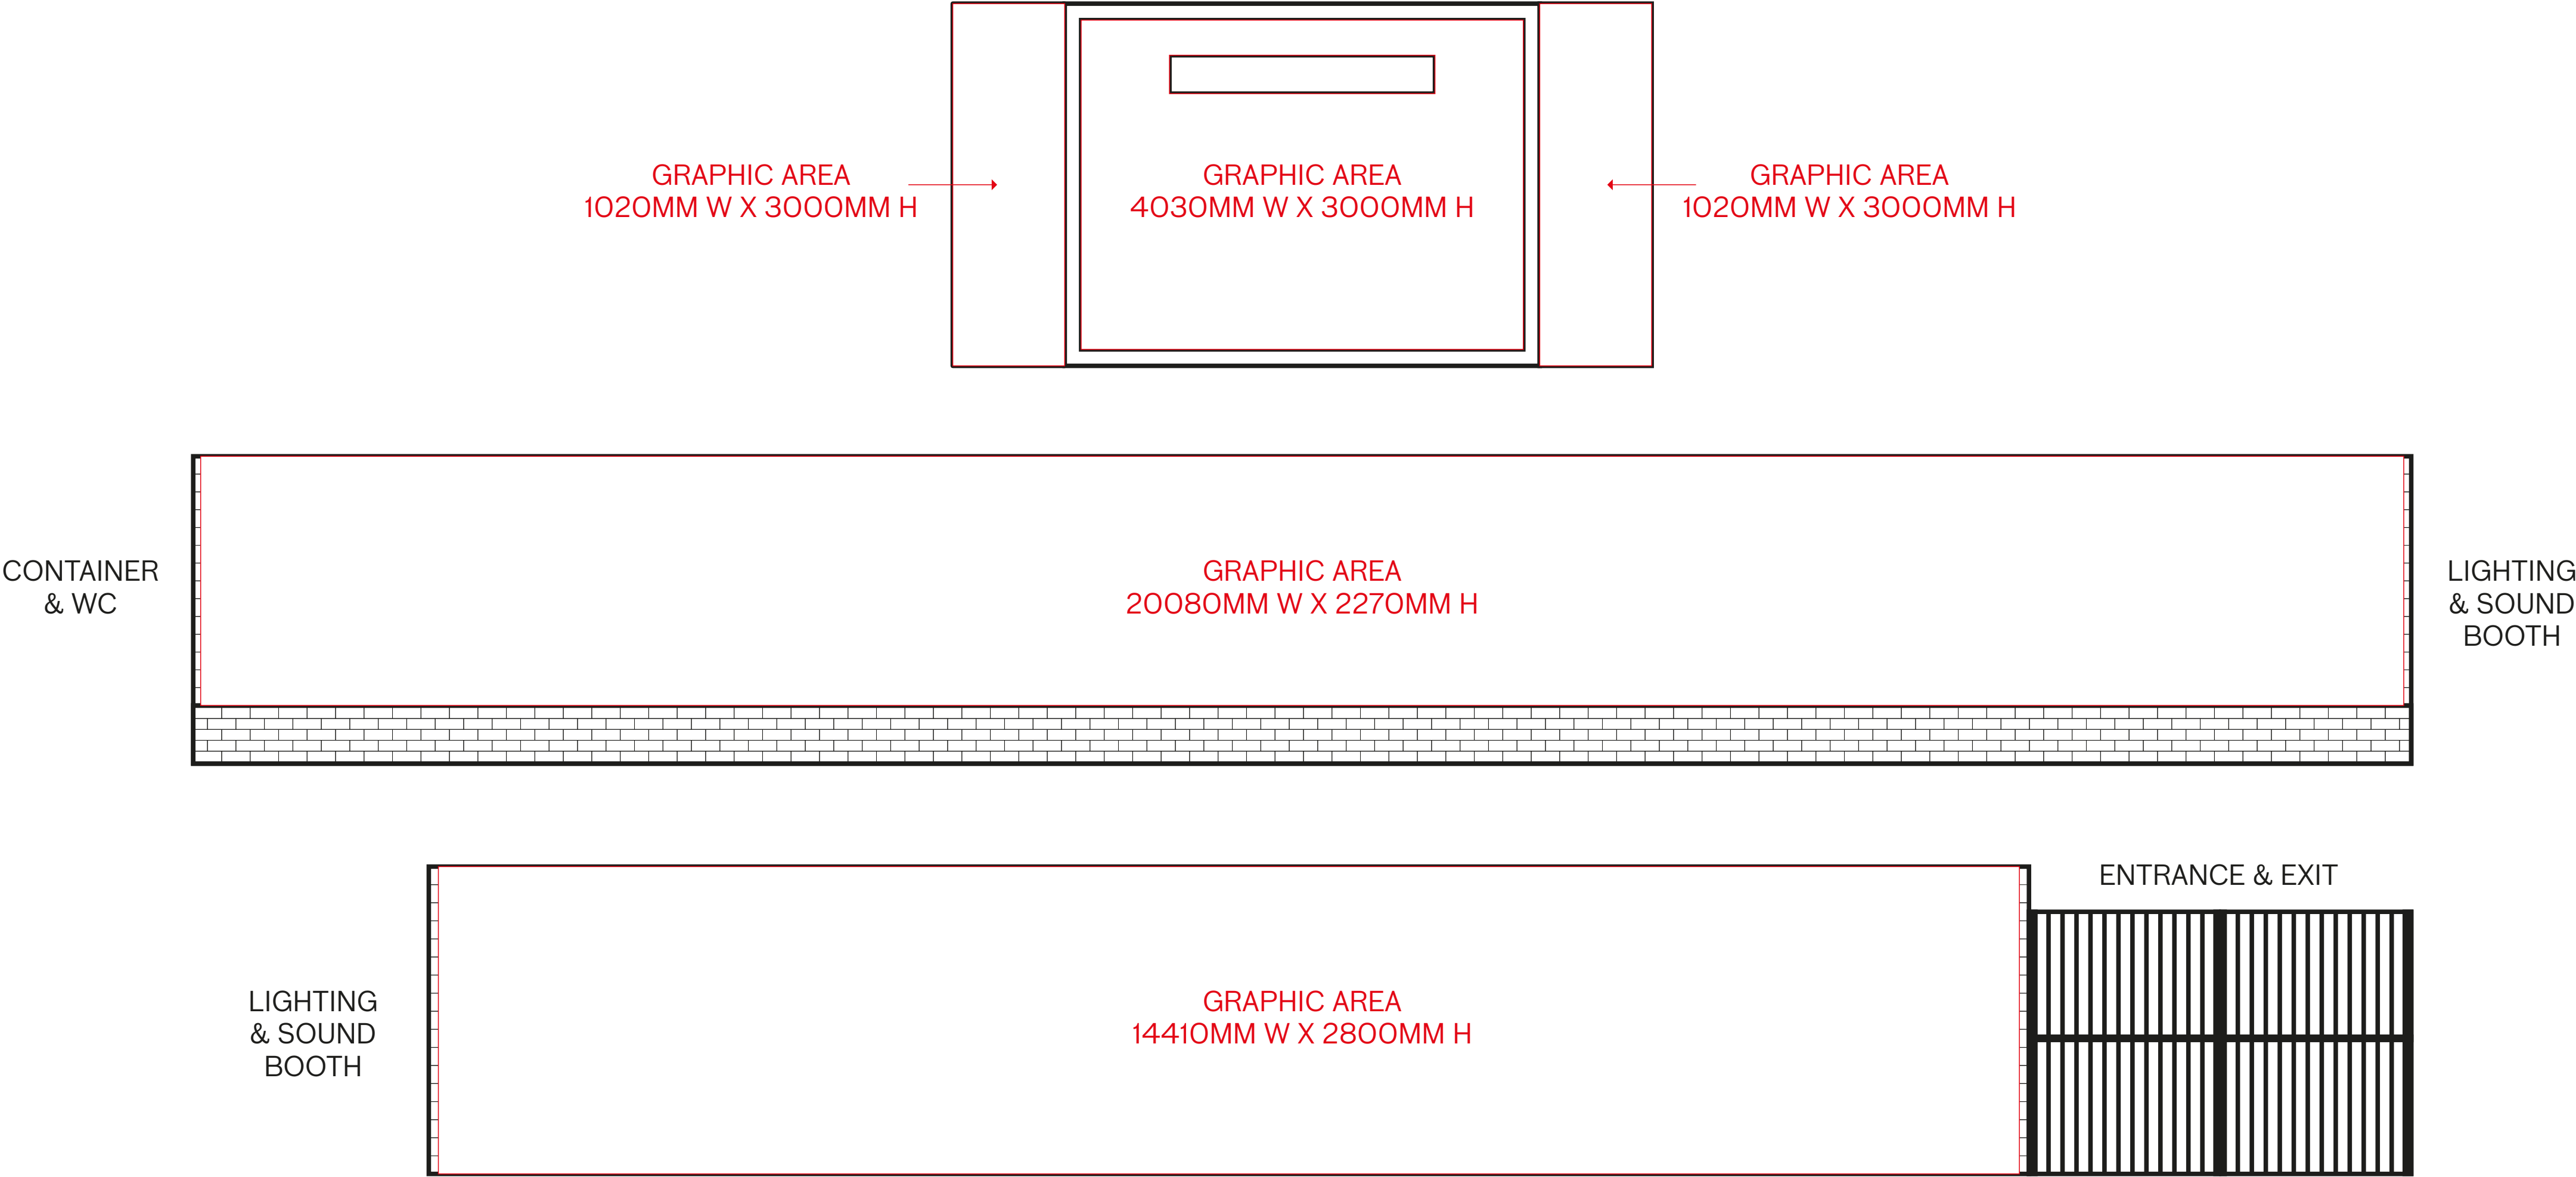 GRAPHIC AREA
1020MM W X 3000MM H
GRAPHIC AREA
4030MM W X 3000MM H
GRAPHIC AREA
1020MM W X 3000MM H
CONTAINER
& WC
GRAPHIC AREA
20080MM W X 2270MM H
LIGHTING
& SOUND
BOOTH
ENTRANCE & EXIT
LIGHTING
& SOUND
BOOTH
GRAPHIC AREA
14410MM W X 2800MM H